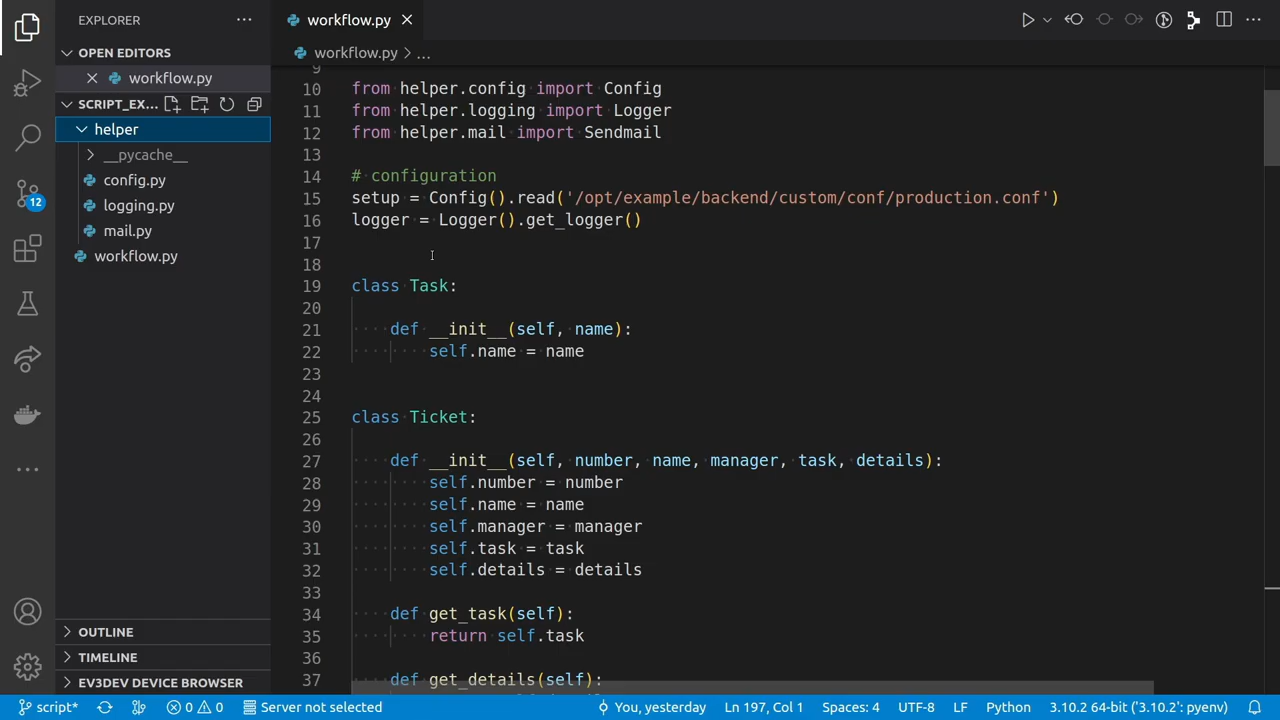 EXPLORER
OPEN EDITORS
workflow.py
SCRIPT_EX...
helper
__pycache__
config.py
logging.py
mail.py
workflow.py
OUTLINE
TIMELINE
EV3DEV DEVICE BROWSER
12
workflow.py
workflow.py > ...
9
10 from helper.config import Config
11 from helper.logging import Logger
12 from helper.mail import Sendmail
13
14 # configuration
15 setup = Config().read('/opt/example/backend/custom/conf/production.conf')
16 logger = Logger().get_logger()
17
18
19 class Task:
20
21 def __init__(self, name):
22 self.name = name
23
24
25 class Ticket:
26
27 def __init__(self, number, name, manager, task, details):
28 self.number = number
29 self.name = name
30 self.manager = manager
31 self.task = task
32 self.details = details
33
34 def get_task(self):
35 return self.task
36
37 def get_details(self):
script* 0 0 Server not selected You, yesterday Ln 197, Col 1 Spaces: 4 UTF-8 LF Python 3.10.2 64-bit ('3.10.2': pyenv)